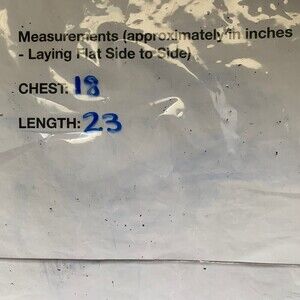 Measurements (approximately in inches
- Laying Flat Side to Side)
CHEST: 18
LENGTH: 23